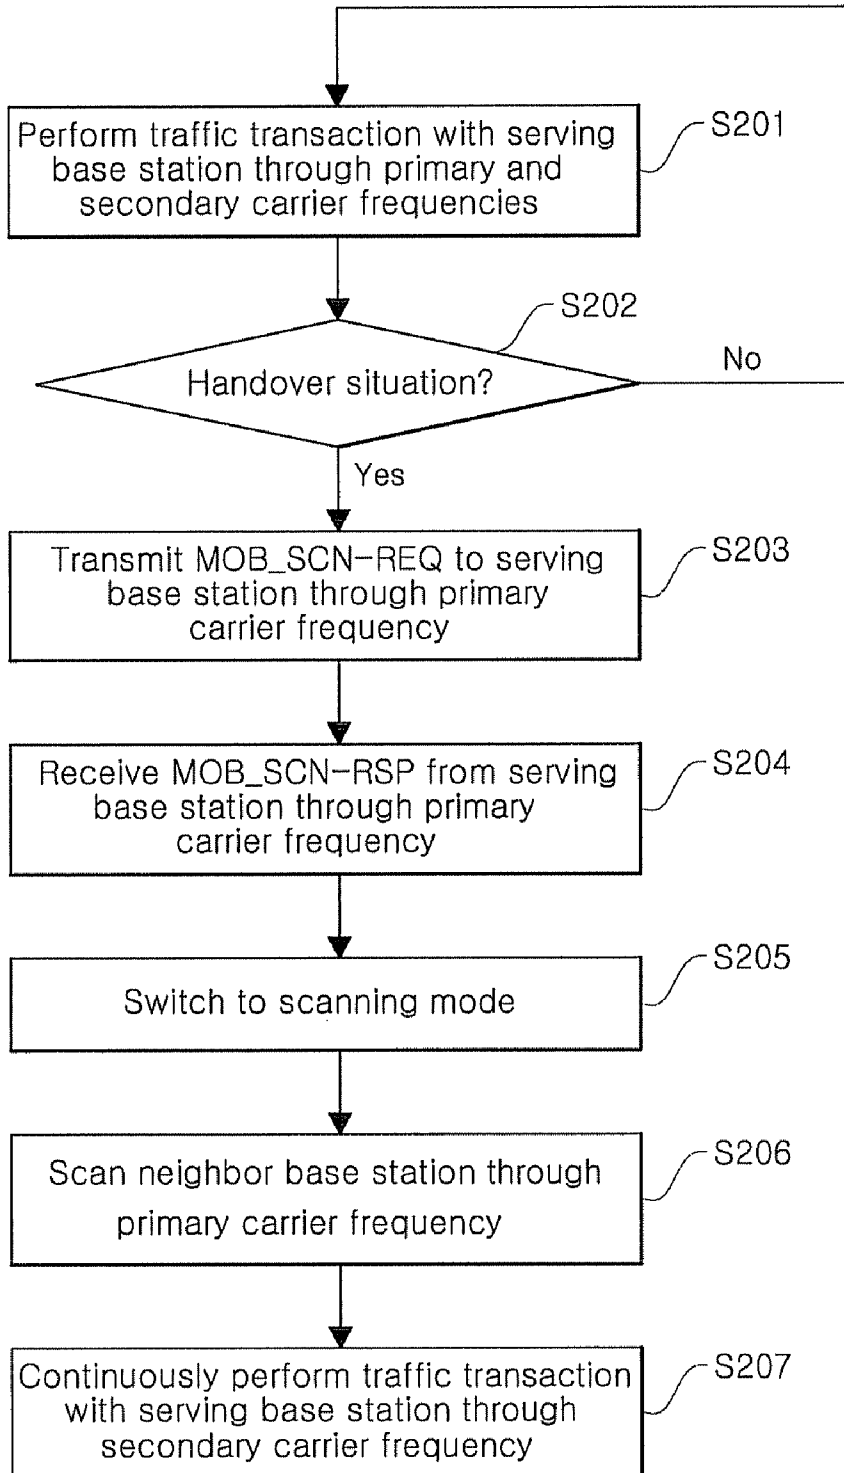 Perform traffic transaction with serving
base station through primary and
secondary carrier frequencies
S201
S202
Handover situation?
No
Yes
Transmit MOB_SCN-REQ to serving
base station through primary
carrier frequency
S203
Receive MOB_SCN-RSP from serving
base station through primary
carrier frequency
S204
Switch to scanning mode
S205
Scan neighbor base station through
primary carrier frequency
S206
Continuously perform traffic transaction
with serving base station through
secondary carrier frequency
S207